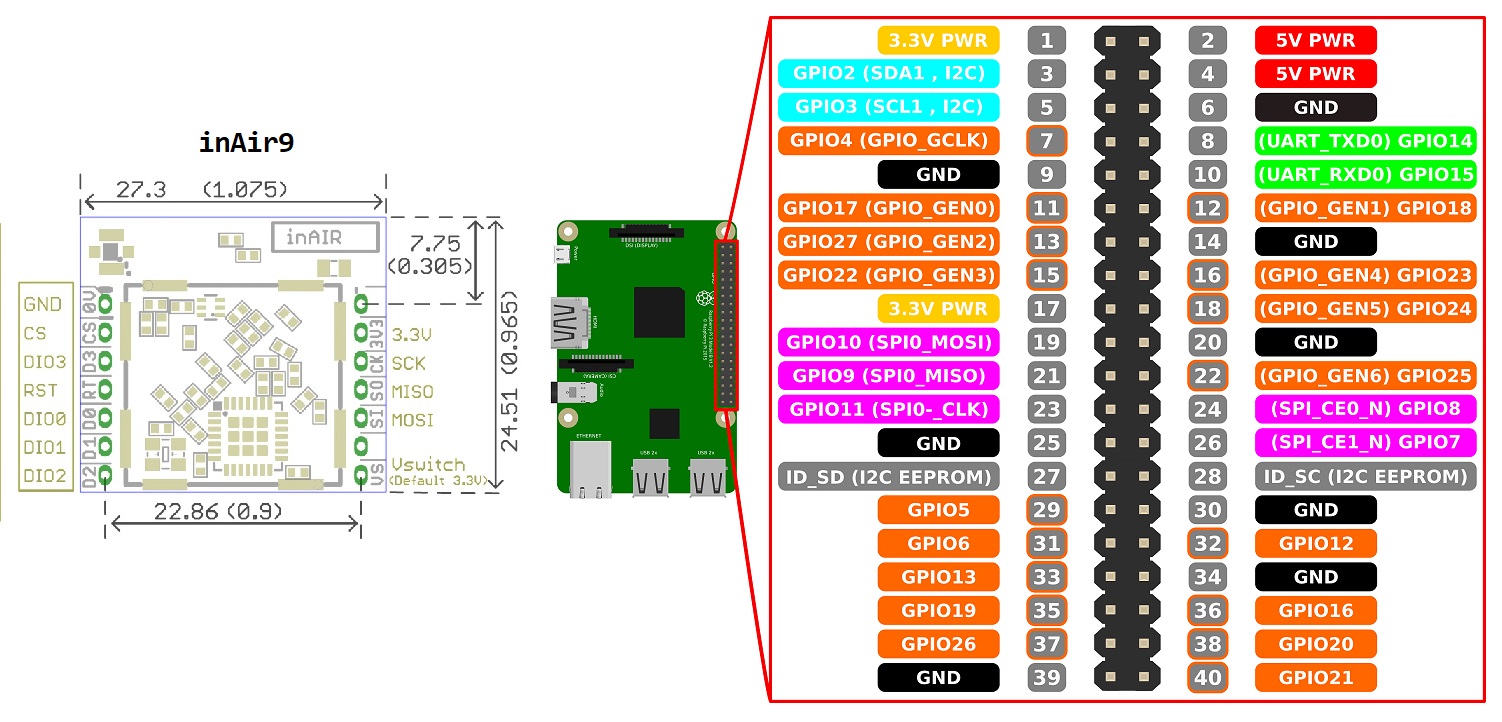 inAir9
27.3 (1.075)
inAIR
7.75
(0.305)
24.51 (0.965)
22.86 (0.9)
GND
CS
DIO3
RST
DIO0
DIO1
DIO2
0V
CS
D3
RT
D0
D1
D2
3V3
CK
SO
SI
VS
3.3V
SCK
MISO
MOSI
Vswitch
(Default 3.3V)
DSI (DISPLAY)
Power
HDMI
CSI (CAMERA)
Audio
ETHERNET
USB 2x
USB 2x
3.3V PWR 1 2 5V PWR
GPIO2 (SDA1 , I2C) 3 4 5V PWR
GPIO3 (SCL1 , I2C) 5 6 GND
GPIO4 (GPIO_GCLK) 7 8 (UART_TXD0) GPIO14
GND 9 10 (UART_RXD0) GPIO15
GPIO17 (GPIO_GEN0) 11 12 (GPIO_GEN1) GPIO18
GPIO27 (GPIO_GEN2) 13 14 GND
GPIO22 (GPIO_GEN3) 15 16 (GPIO_GEN4) GPIO23
3.3V PWR 17 18 (GPIO_GEN5) GPIO24
GPIO10 (SPI0_MOSI) 19 20 GND
GPIO9 (SPI0_MISO) 21 22 (GPIO_GEN6) GPIO25
GPIO11 (SPI0-_CLK) 23 24 (SPI_CE0_N) GPIO8
GND 25 26 (SPI_CE1_N) GPIO7
ID_SD (I2C EEPROM) 27 28 ID_SC (I2C EEPROM)
GPIO5 29 30 GND
GPIO6 31 32 GPIO12
GPIO13 33 34 GND
GPIO19 35 36 GPIO16
GPIO26 37 38 GPIO20
GND 39 40 GPIO21